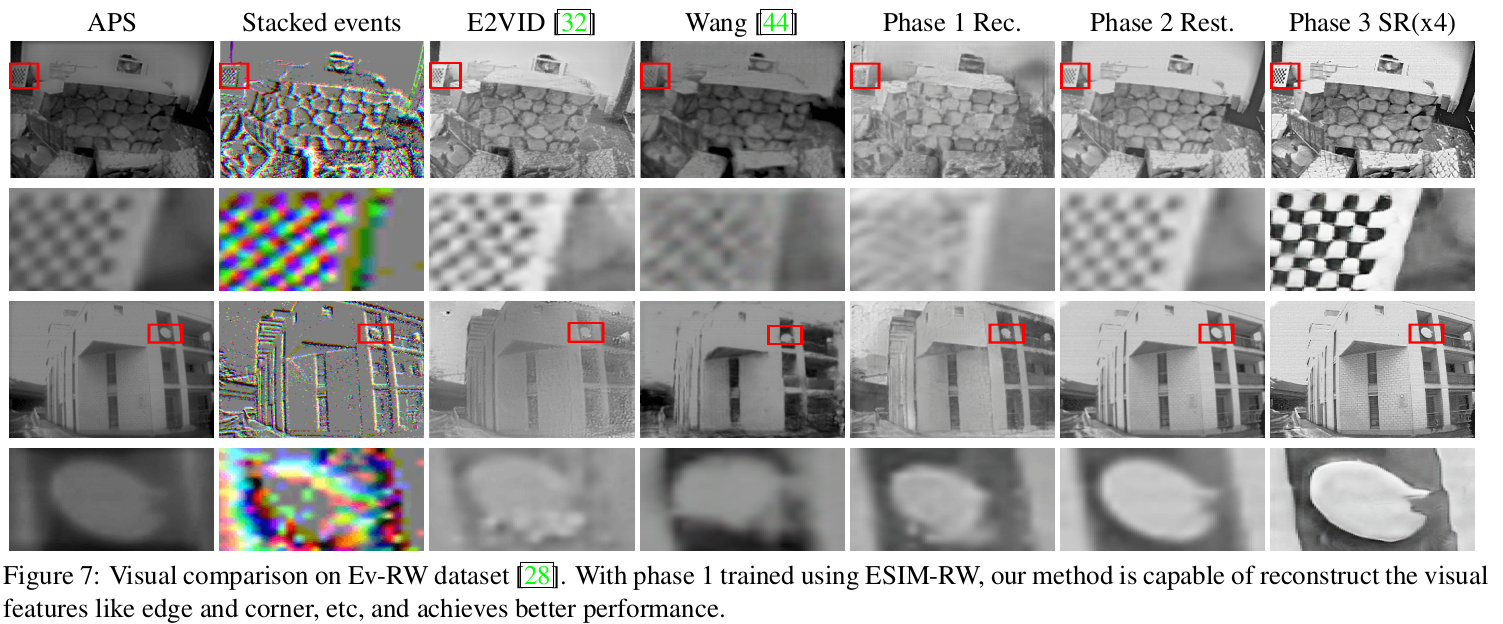 APS Stacked events E2VID [32] Wang [44] Phase 1 Rec. Phase 2 Rest. Phase 3 SR(x4)
Figure 7: Visual comparison on Ev-RW dataset [28]. With phase 1 trained using ESIM-RW, our method is capable of reconstruct the visual
features like edge and corner, etc, and achieves better performance.